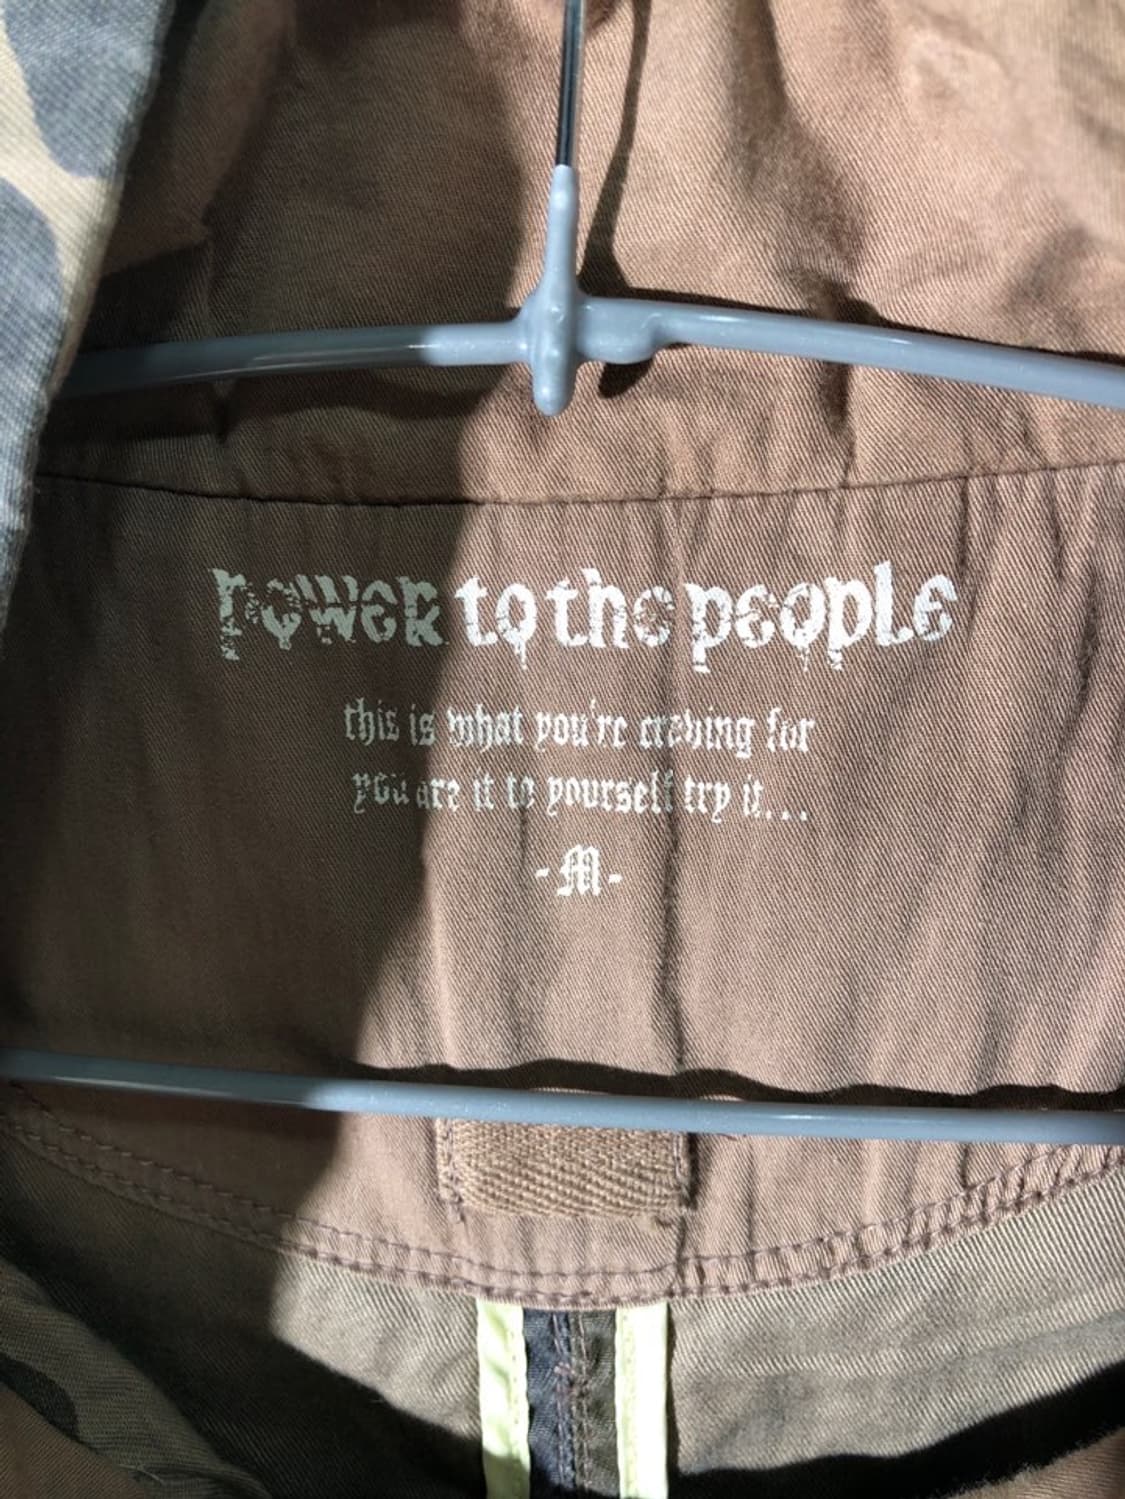 power to the people
this is what you're craving for
you are it to yourself try it...
-M-